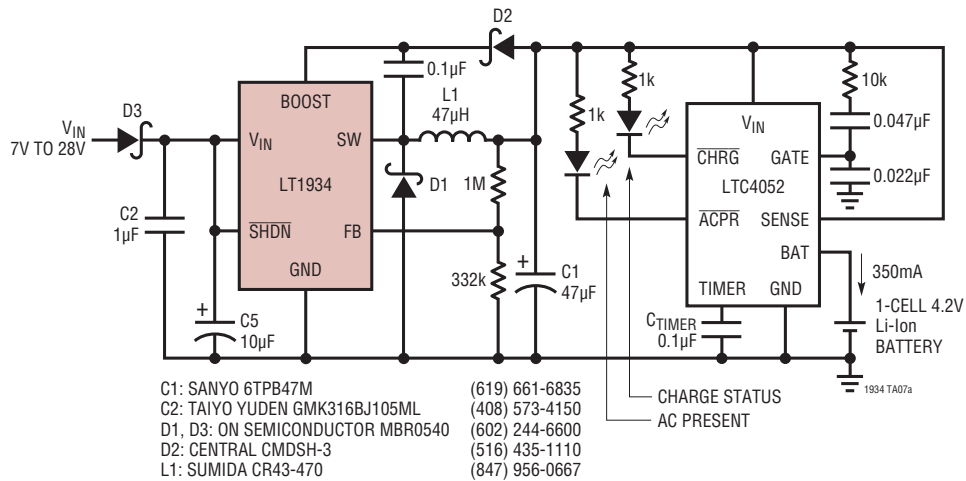 D2
0.1µF
D3
BOOST
L1
47µH
1k
1k
10k
V_IN
7V TO 28V
V_IN
SW
LT1934
D1
1M
V_IN
0.047µF
CHRG
GATE
LTC4052
0.022µF
C2
1µF
SHDN
FB
ACPR
SENSE
BAT
GND
332k
+
C1
47µF
TIMER
GND
350mA
+
C5
10µF
C_TIMER
0.1µF
1-CELL 4.2V
Li-Ion
BATTERY
1934 TA07a
CHARGE STATUS
AC PRESENT
C1: SANYO 6TPB47M (619) 661-6835
C2: TAIYO YUDEN GMK316BJ105ML (408) 573-4150
D1, D3: ON SEMICONDUCTOR MBR0540 (602) 244-6600
D2: CENTRAL CMDSH-3 (516) 435-1110
L1: SUMIDA CR43-470 (847) 956-0667